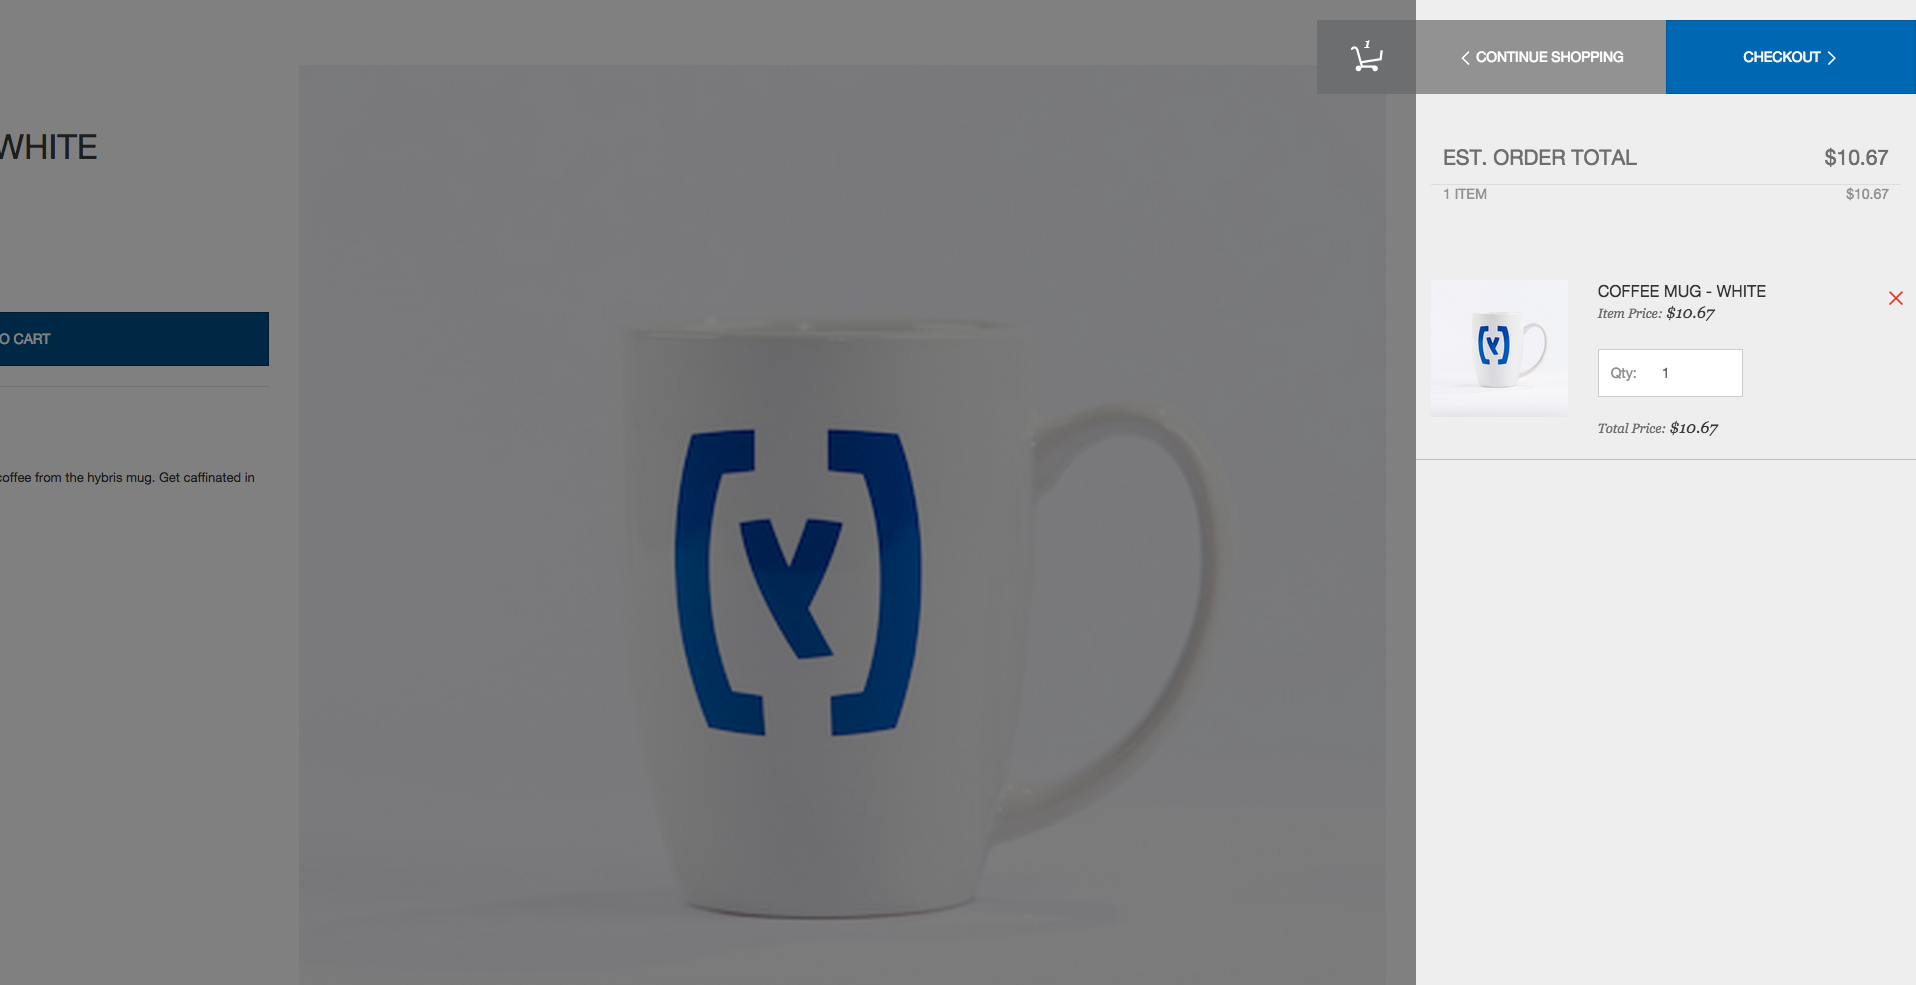 WHITE
O CART
coffee from the hybris mug. Get caffinated in
1
CONTINUE SHOPPING
CHECKOUT
EST. ORDER TOTAL $10.67
1 ITEM $10.67
COFFEE MUG - WHITE
Item Price: $10.67
Qty: 1
Total Price: $10.67